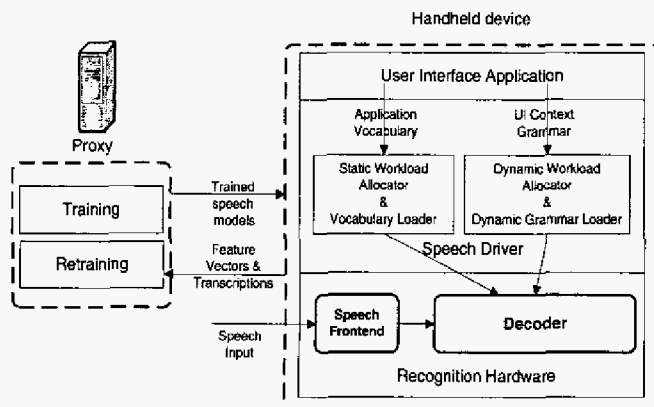 Handheld device
User Interface Application
Proxy
Application
Vocabulary
UI Context
Grammar
Training
Retraining
Trained
speech
models
Feature
Vectors &
Transcriptions
Static Workload
Allocator
&
Vocabulary Loader
Dynamic Workload
Allocator
&
Dynamic Grammar Loader
Speech Driver
Speech
Input
Speech
Frontend
Decoder
Recognition Hardware